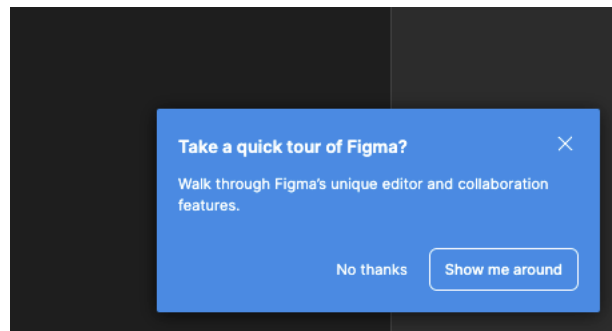 Take a quick tour of Figma?
Walk through Figma’s unique editor and collaboration
features.
No thanks
Show me around